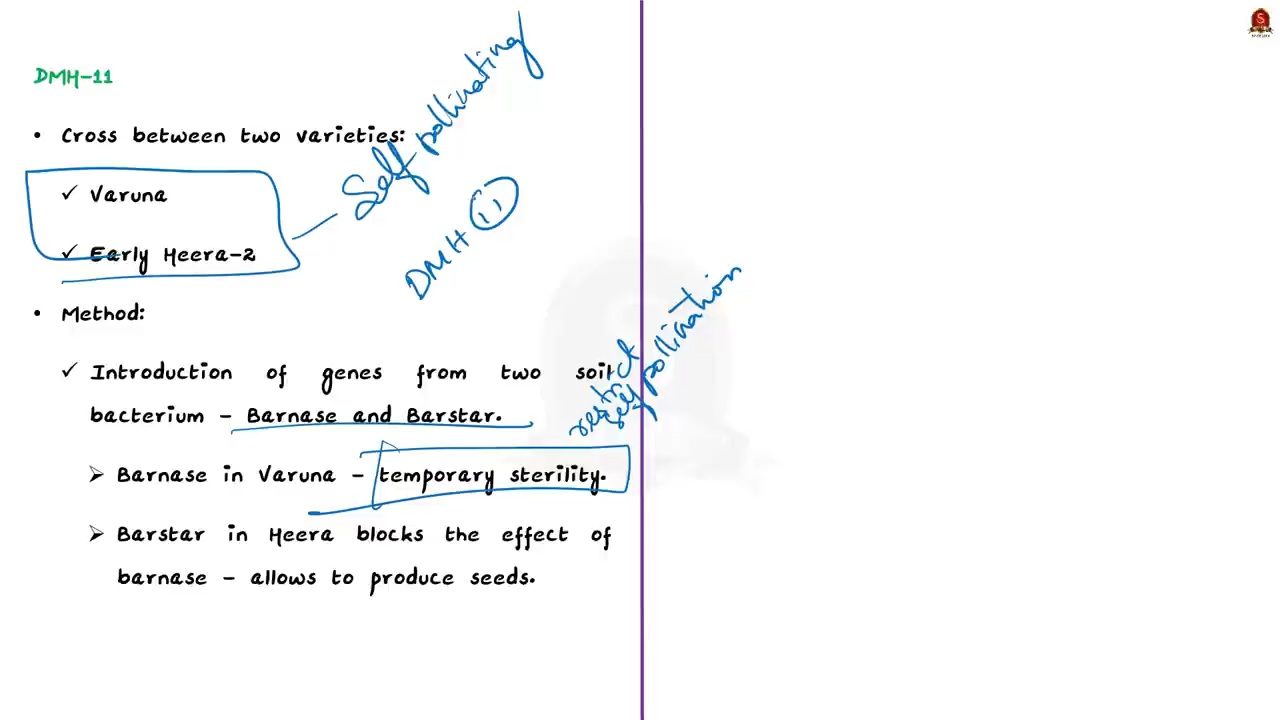 DMH-11
• Cross between two varieties:
✓ Varuna
✓ Early Heera-2
Self pollinating
DMH 11
• Method:
✓ Introduction of genes from two soil
bacterium - Barnase and Barstar.
restrict
self pollination
➢ Barnase in Varuna - temporary sterility.
➢ Barstar in Heera blocks the effect of
barnase - allows to produce seeds.